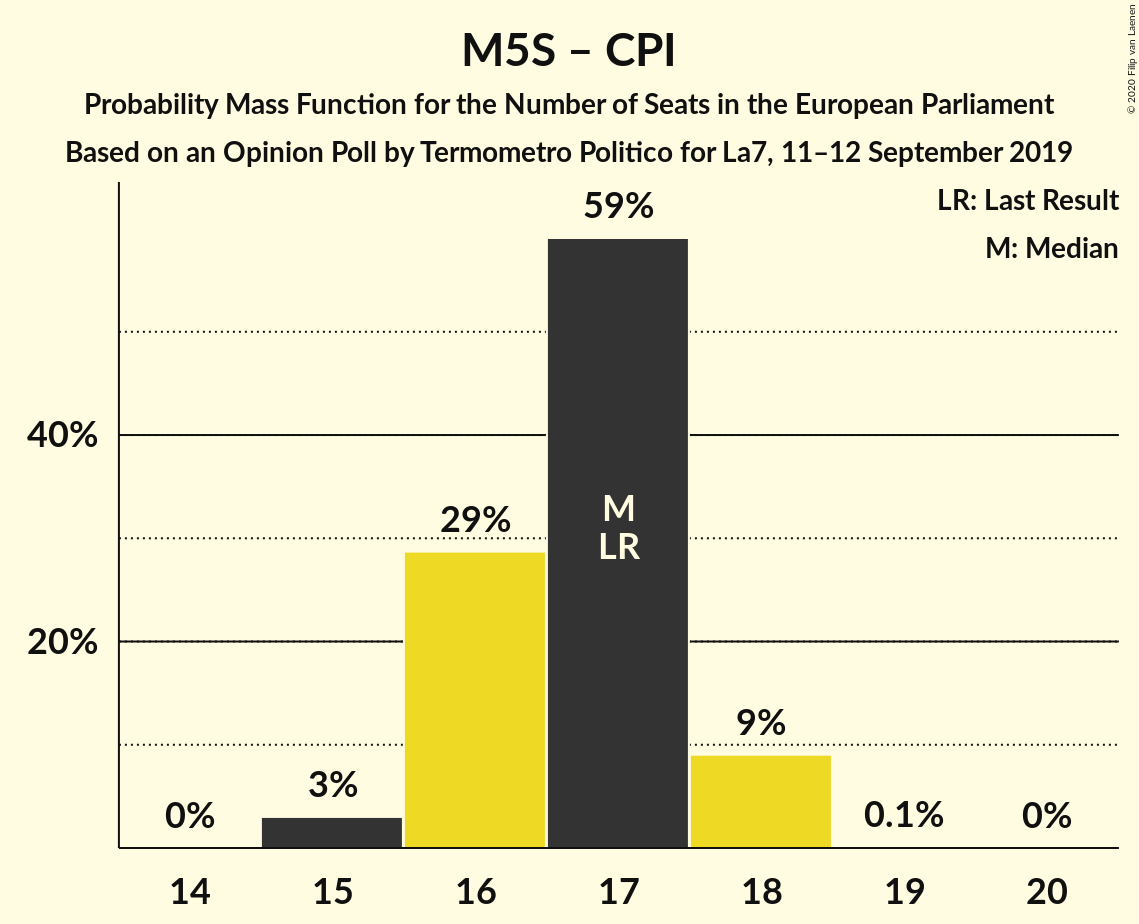 M5S – CPI
Probability Mass Function for the Number of Seats in the European Parliament
Based on an Opinion Poll by Termometro Politico for La7, 11–12 September 2019
© 2020 Filip van Laenen
LR: Last Result
M: Median
59%
40%
29%
M
LR
20%
9%
3%
0%
0.1%
0%
14 15 16 17 18 19 20